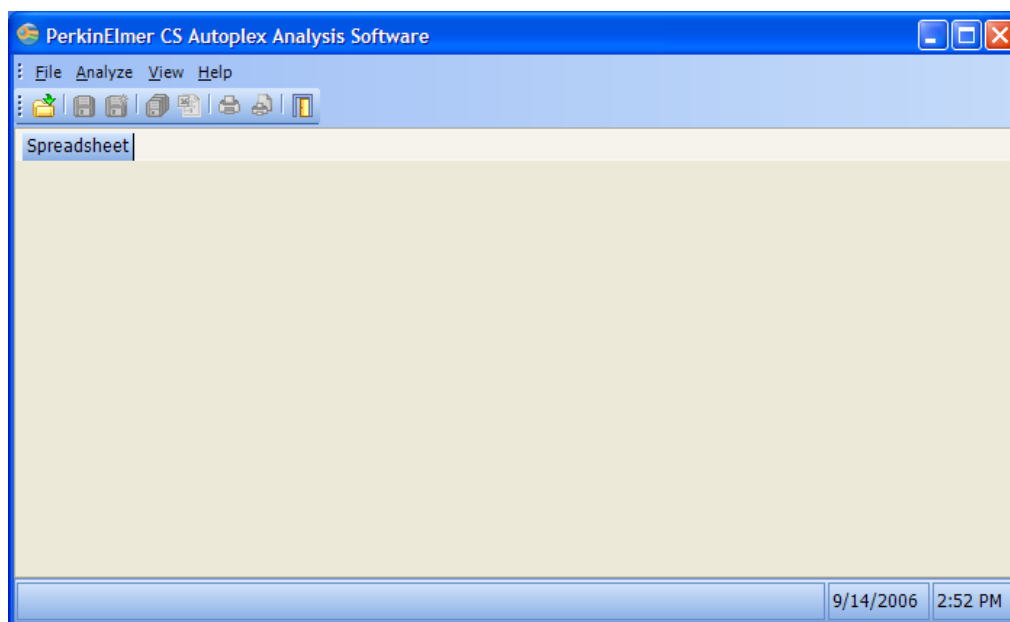 PerkinElmer CS Autoplex Analysis Software
File Analyze View Help
Spreadsheet
9/14/2006 2:52 PM